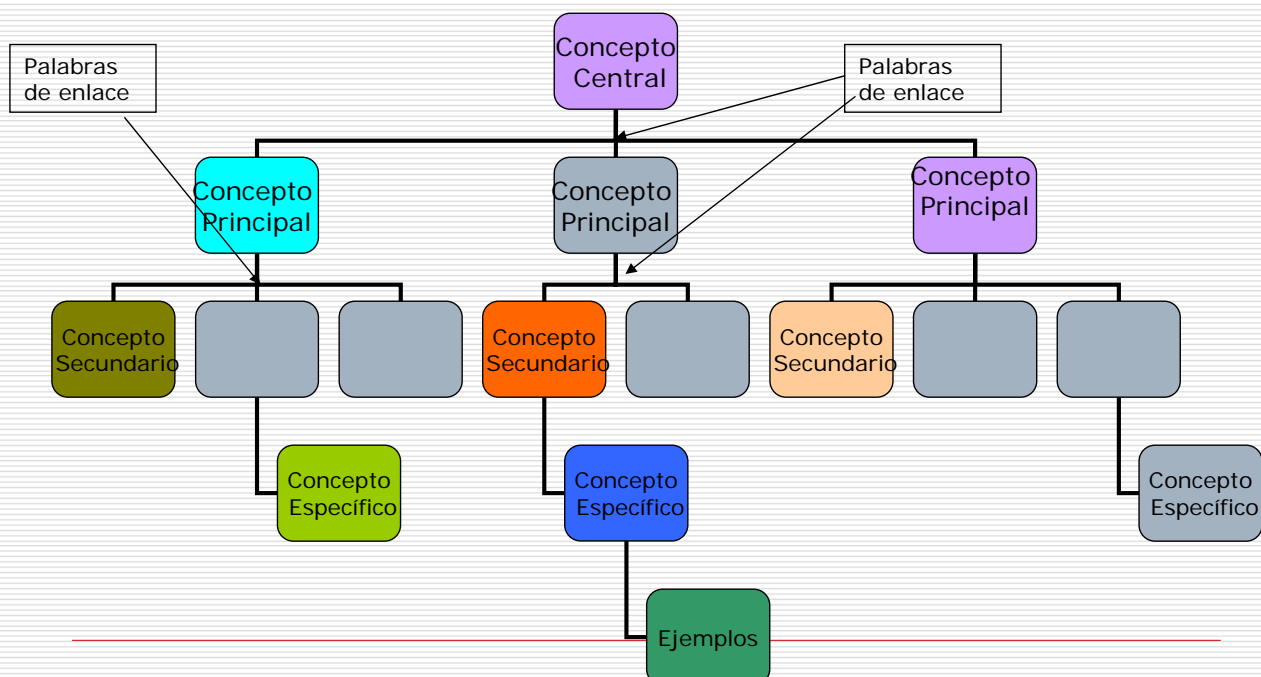 Concepto
Central
Palabras
de enlace
Palabras
de enlace
Concepto
Principal
Concepto
Principal
Concepto
Principal
Concepto
Secundario
Concepto
Secundario
Concepto
Secundario
Concepto
Específico
Concepto
Específico
Concepto
Específico
Ejemplos